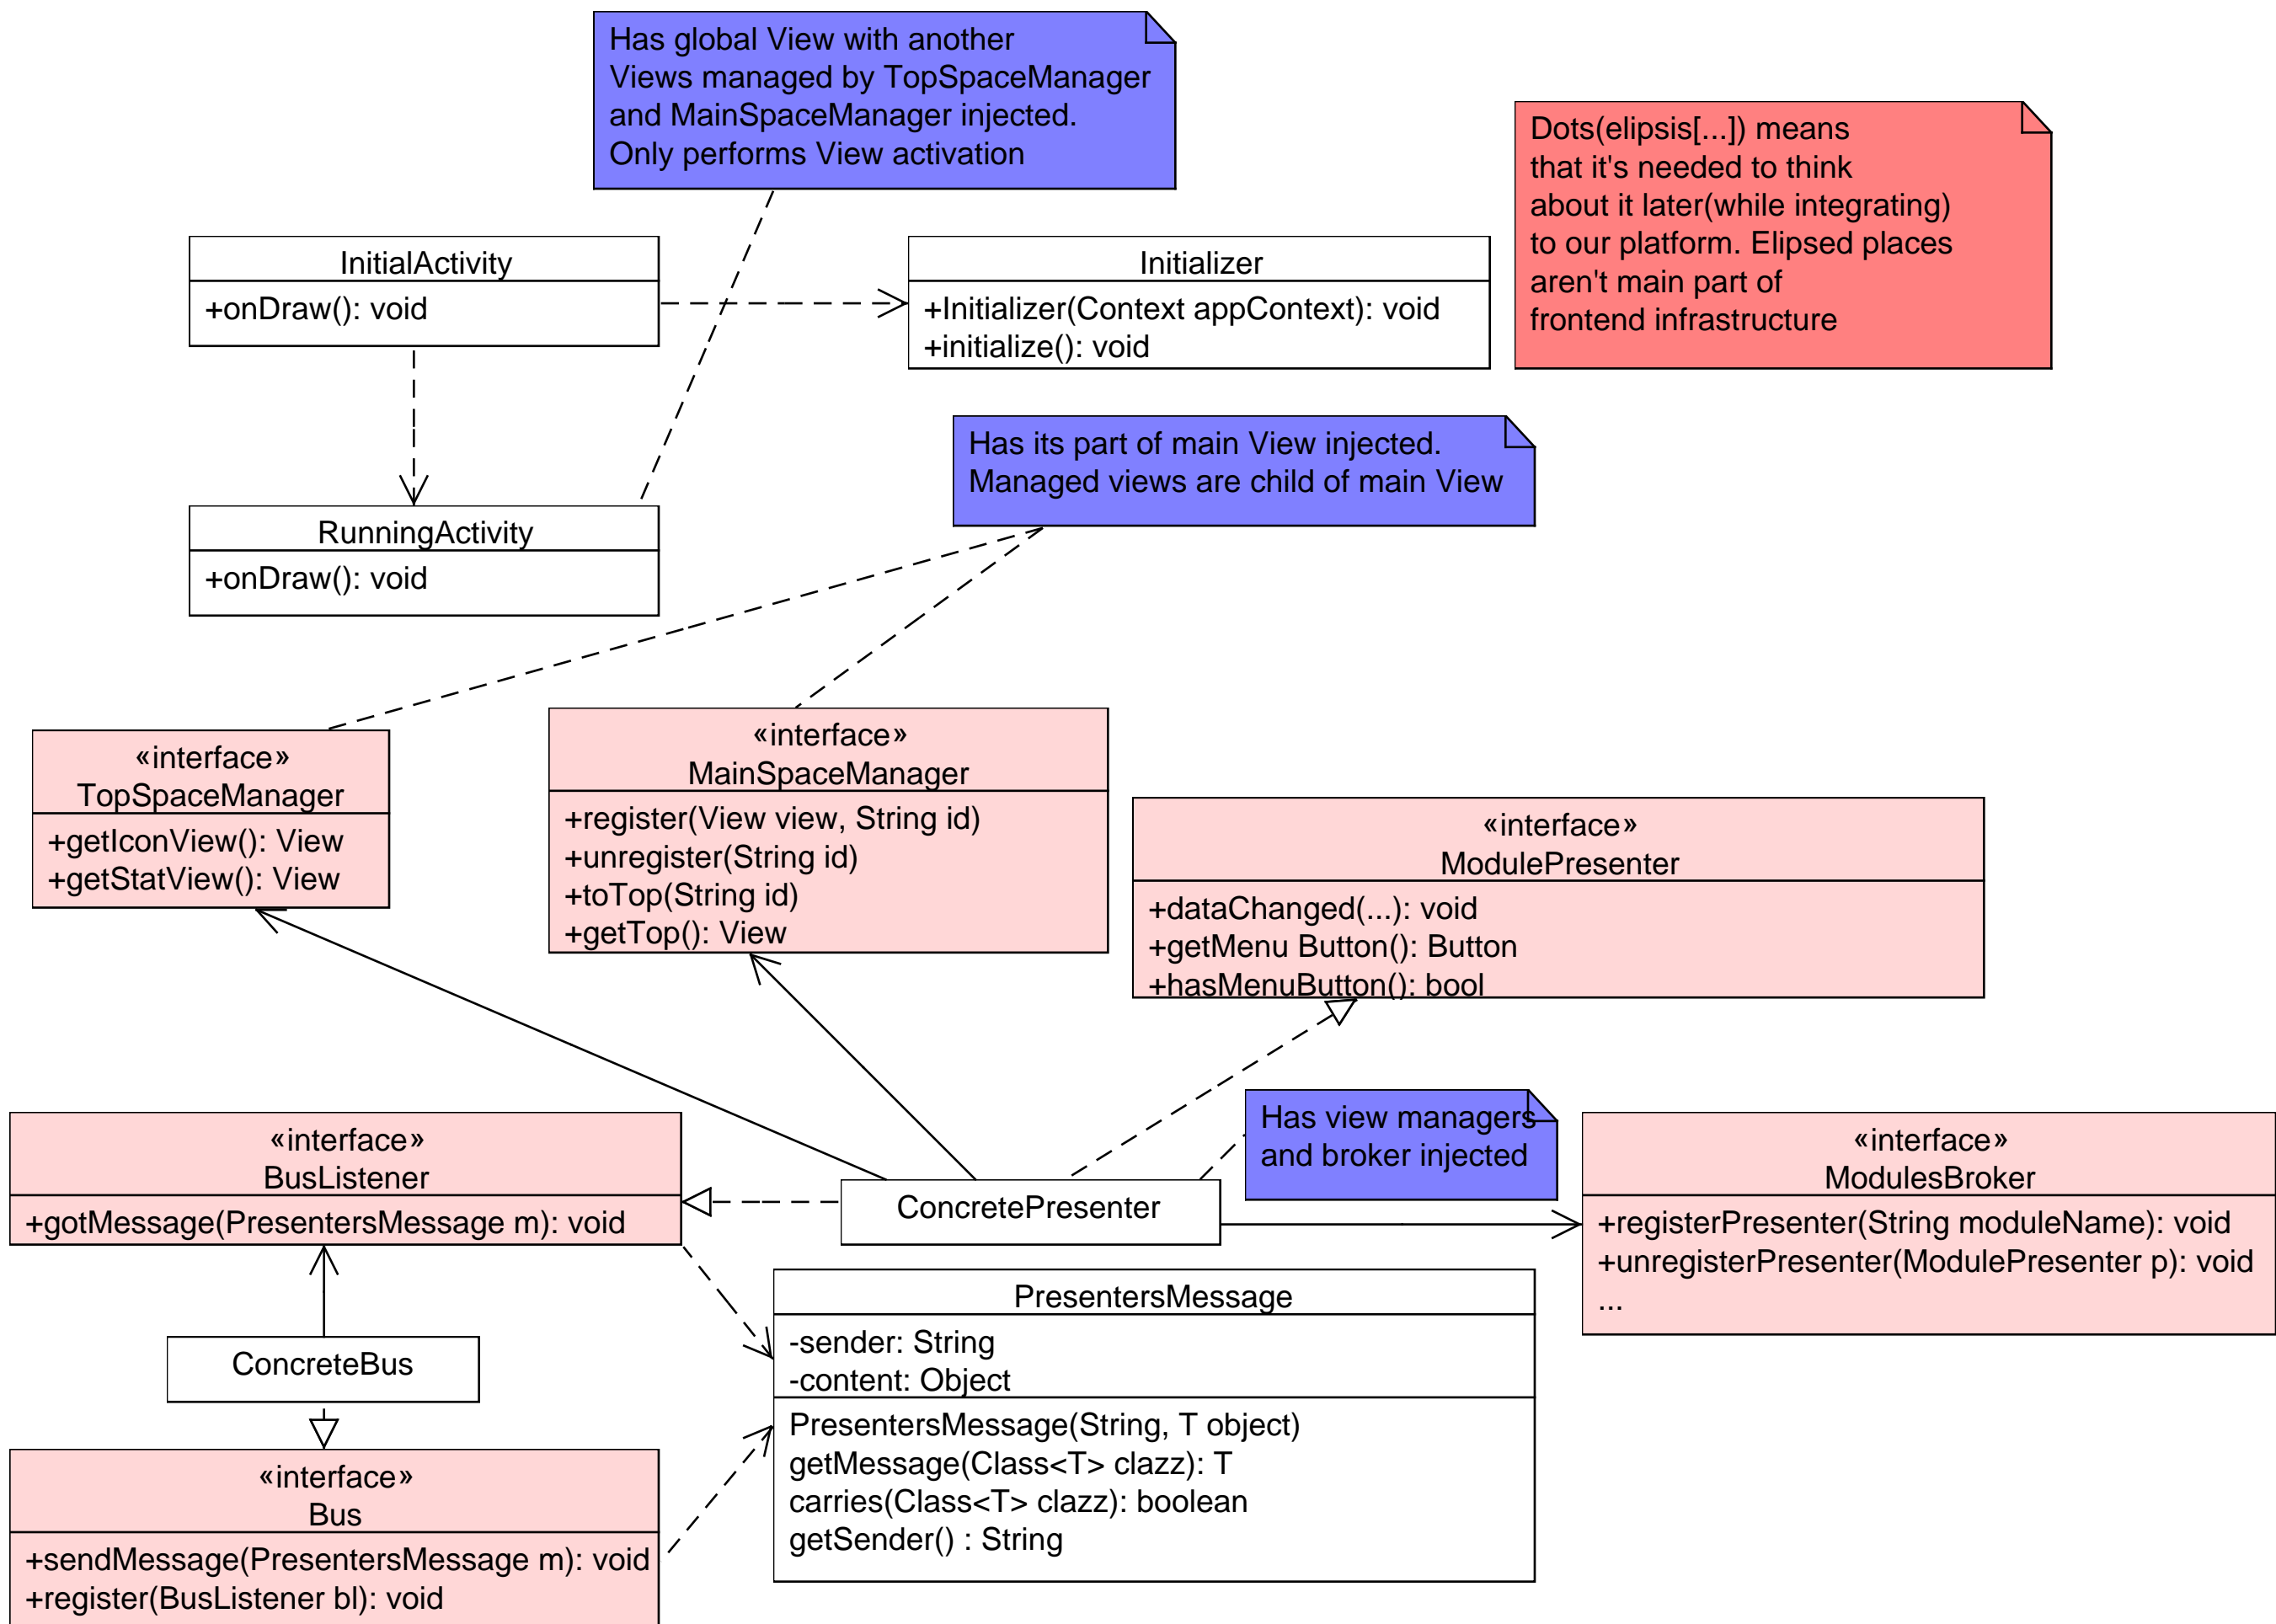 Has global View with another
Views managed by TopSpaceManager
and MainSpaceManager injected.
Only performs View activation
Dots(elipsis[...]) means
that it's needed to think
about it later(while integrating)
to our platform. Elipsed places
aren't main part of
frontend infrastructure
InitialActivity
+onDraw(): void
Initializer
+Initializer(Context appContext): void
+initialize(): void
Has its part of main View injected.
Managed views are child of main View
RunningActivity
+onDraw(): void
«interface»
TopSpaceManager
+getIconView(): View
+getStatView(): View
«interface»
MainSpaceManager
+register(View view, String id)
+unregister(String id)
+toTop(String id)
+getTop(): View
«interface»
ModulePresenter
+dataChanged(...): void
+getMenu Button(): Button
+hasMenuButton(): bool
«interface»
BusListener
+gotMessage(PresentersMessage m): void
ConcretePresenter
Has view managers
and broker injected
«interface»
ModulesBroker
+registerPresenter(String moduleName): void
+unregisterPresenter(ModulePresenter p): void
...
ConcreteBus
PresentersMessage
-sender: String
-content: Object
PresentersMessage(String, T object)
getMessage(Class<T> clazz): T
carries(Class<T> clazz): boolean
getSender() : String
«interface»
Bus
+sendMessage(PresentersMessage m): void
+register(BusListener bl): void